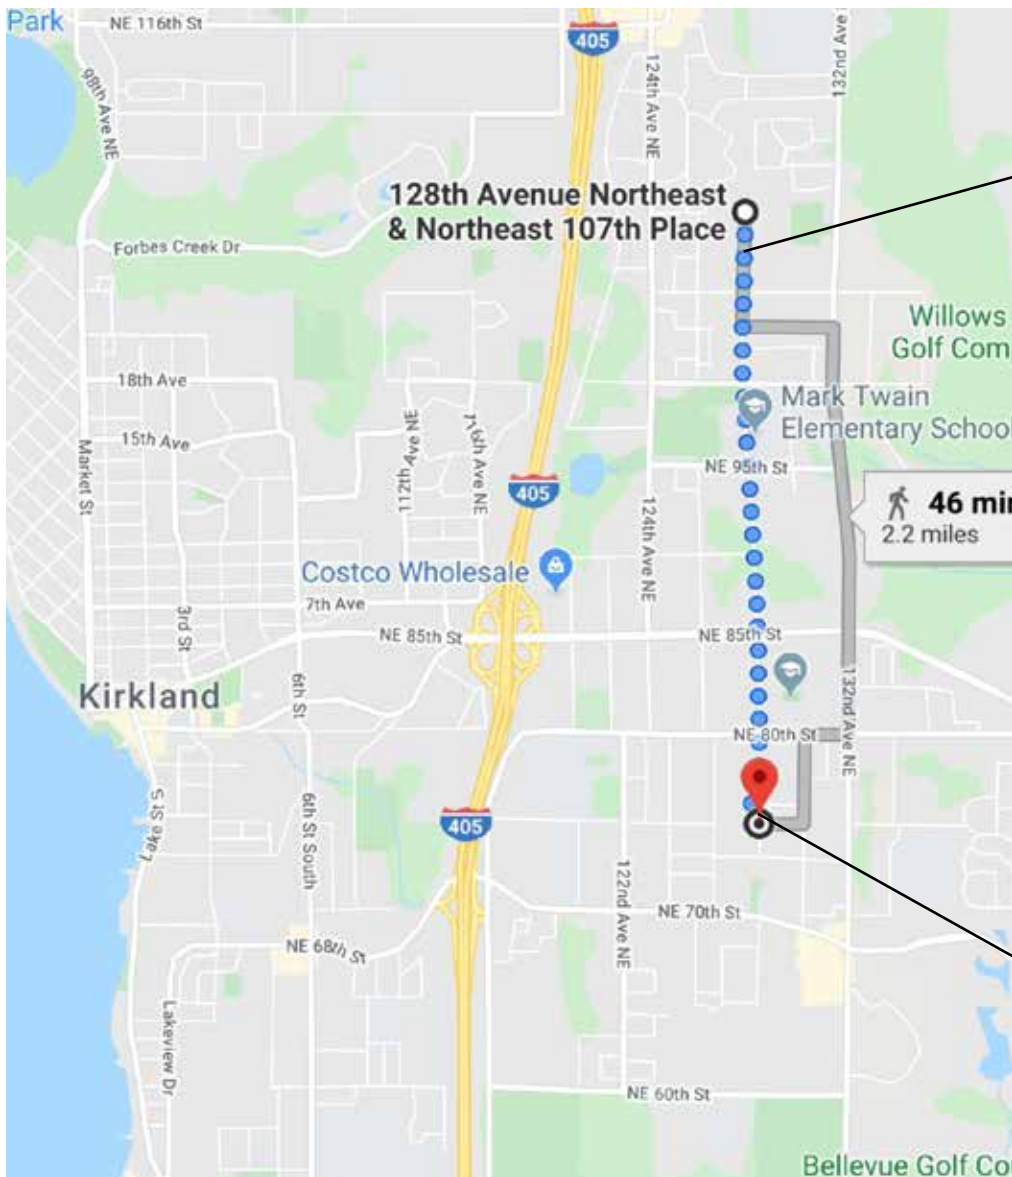 Park
NE 116th St
405
98th Ave NE
124th Ave NE
132nd Ave
128th Avenue Northeast
& Northeast 107th Place
Forbes Creek Dr
Willows
Golf Com
18th Ave
Mark Twain
Elementary School
15th Ave
Market St
112th Ave NE
116th Ave NE
NE 95th St
405
124th Ave NE
46 min
2.2 miles
Costco Wholesale
7th Ave
3rd St
NE 85th St
NE 85th St
Kirkland
6th St
132nd Ave NE
NE 80th St
Lake St S
6th St South
405
122nd Ave NE
NE 70th St
NE 68th St
Lakeview Dr
NE 60th St
Bellevue Golf Co